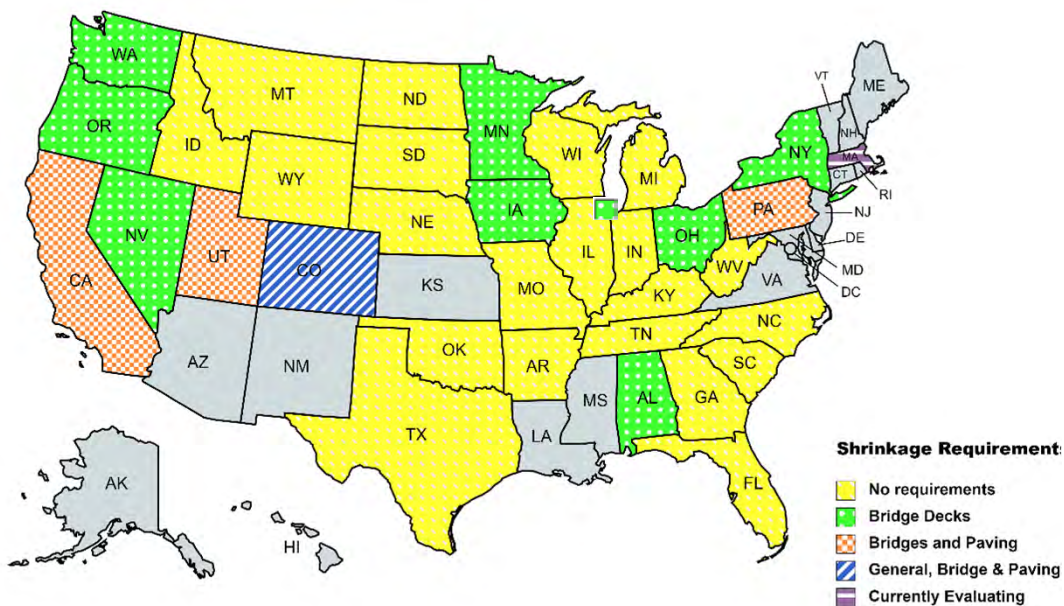 WA
MT
ND
MN
VT
ME
OR
ID
SD
WI
MI
NY
NH
MA
WY
CT
RI
NE
IA
PA
NJ
NV
UT
CO
IL
IN
OH
DE
CA
KS
MO
WV
VA
MD
KY
DC
AZ
NM
OK
AR
TN
NC
MS
AL
GA
SC
TX
LA
FL
AK
HI
Shrinkage Requirement
No requirements
Bridge Decks
Bridges and Paving
General, Bridge & Paving
Currently Evaluating